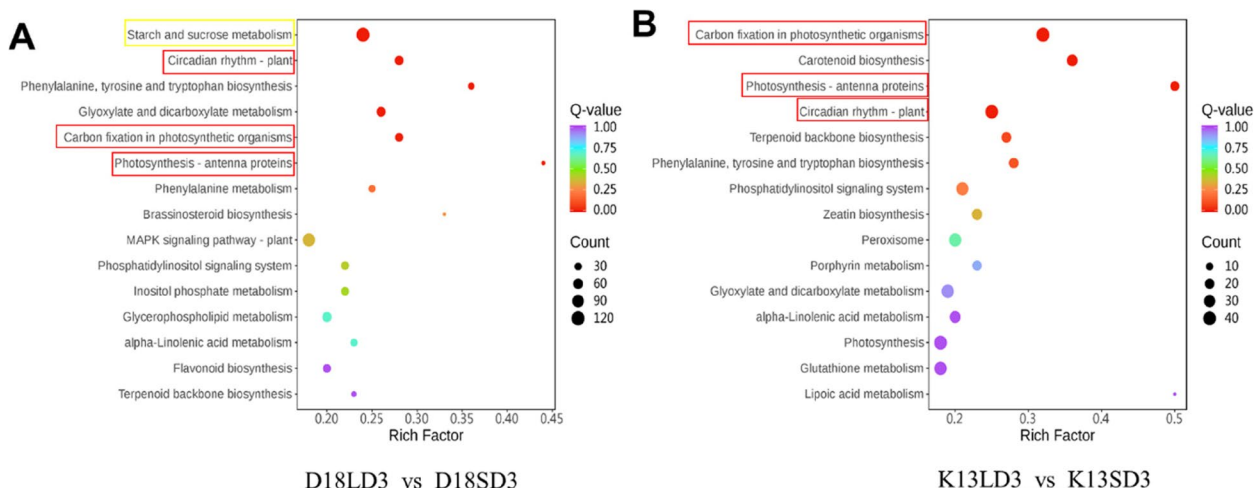 A
Starch and sucrose metabolism
Circadian rhythm - plant
Phenylalanine, tyrosine and tryptophan biosynthesis
Glyoxylate and dicarboxylate metabolism
Carbon fixation in photosynthetic organisms
Photosynthesis - antenna proteins
Phenylalanine metabolism
Brassinosteroid biosynthesis
MAPK signaling pathway - plant
Phosphatidylinositol signaling system
Inositol phosphate metabolism
Glycerophospholipid metabolism
alpha-Linolenic acid metabolism
Flavonoid biosynthesis
Terpenoid backbone biosynthesis
0.20 0.25 0.30 0.35 0.40 0.45
Rich Factor
Q-value
1.00
0.75
0.50
0.25
0.00
Count
30
60
90
120
D18LD3 vs D18SD3
B
Carbon fixation in photosynthetic organisms
Carotenoid biosynthesis
Photosynthesis - antenna proteins
Circadian rhythm - plant
Terpenoid backbone biosynthesis
Phenylalanine, tyrosine and tryptophan biosynthesis
Phosphatidylinositol signaling system
Zeatin biosynthesis
Peroxisome
Porphyrin metabolism
Glyoxylate and dicarboxylate metabolism
alpha-Linolenic acid metabolism
Photosynthesis
Glutathione metabolism
Lipoic acid metabolism
0.2 0.3 0.4 0.5
Rich Factor
Q-value
1.00
0.75
0.50
0.25
0.00
Count
10
20
30
40
K13LD3 vs K13SD3